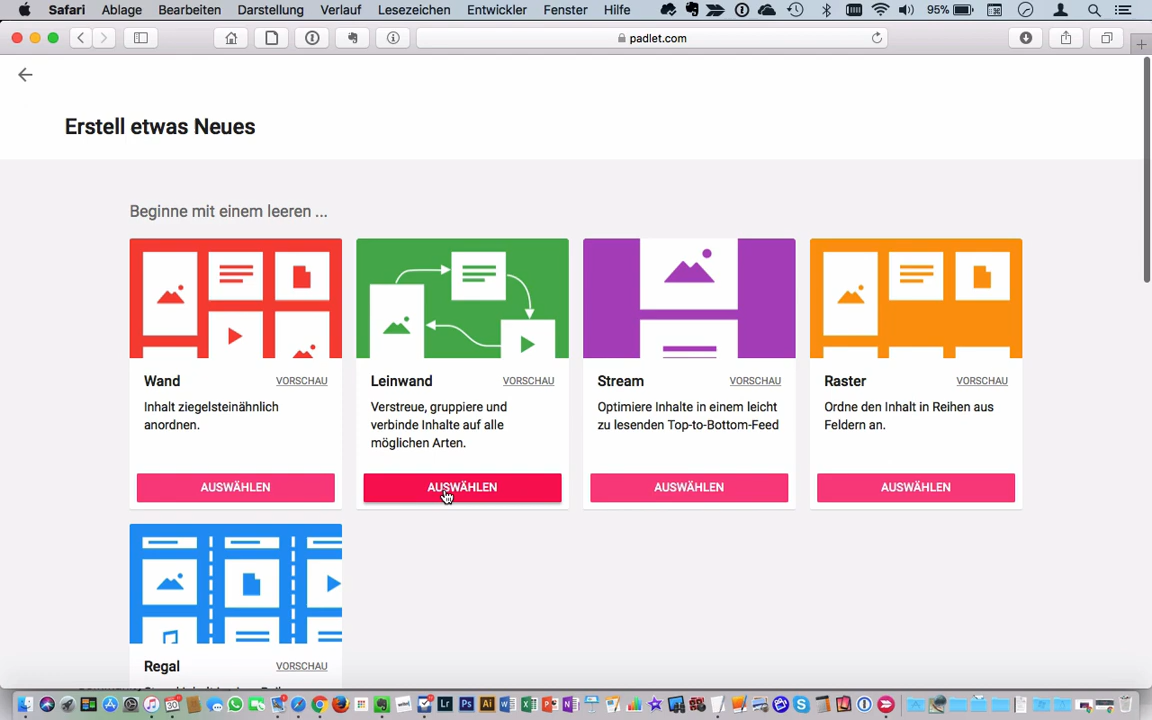 Safari Ablage Bearbeiten Darstellung Verlauf Lesezeichen Entwickler Fenster Hilfe 95%
padlet.com
Erstell etwas Neues
Beginne mit einem leeren ...
Wand VORSCHAU
Inhalt ziegelsteinähnlich
anordnen.
AUSWÄHLEN
Leinwand VORSCHAU
Verstreue, gruppiere und
verbinde Inhalte auf alle
möglichen Arten.
AUSWÄHLEN
Stream VORSCHAU
Optimiere Inhalte in einem leicht
zu lesenden Top-to-Bottom-Feed
AUSWÄHLEN
Raster VORSCHAU
Ordne den Inhalt in Reihen aus
Feldern an.
AUSWÄHLEN
Regal VORSCHAU